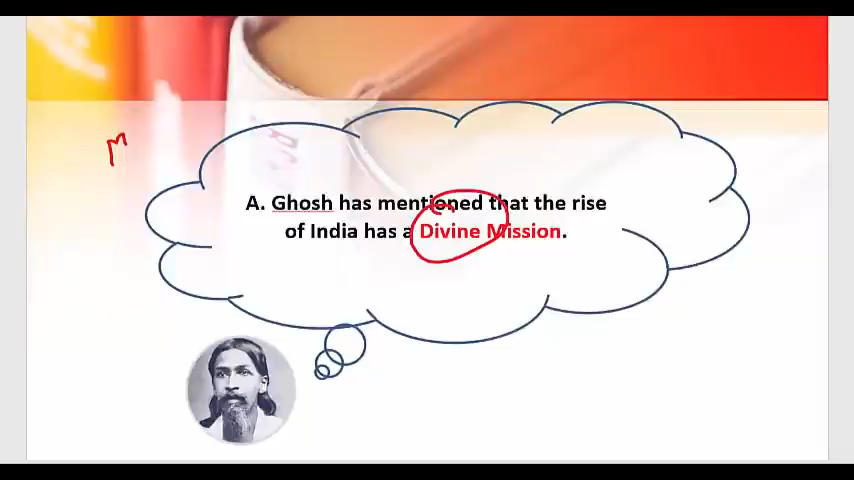 M
A. Ghosh has mentioned that the rise
of India has a Divine Mission.